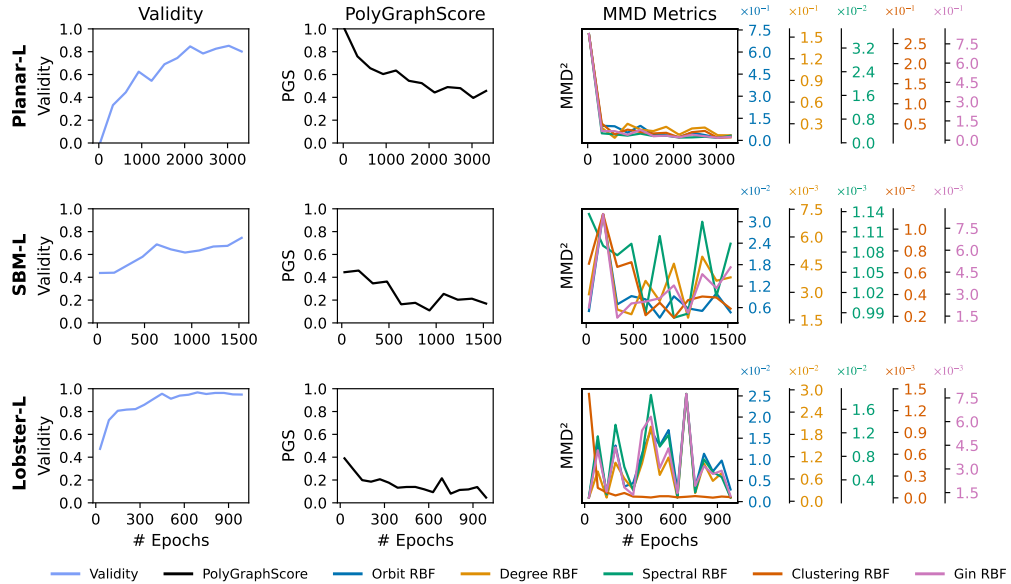 Validity PolyGraphScore MMD Metrics
×10⁻¹ ×10⁻¹ ×10⁻² ×10⁻¹ ×10⁻¹
Planar-L
Validity
1.0 0.8 0.6 0.4 0.2 0.0
0 1000 2000 3000
PGS
1.0 0.8 0.6 0.4 0.2 0.0
0 1000 2000 3000
MMD²
0 1000 2000 3000
7.5 6.0 4.5 3.0 1.5 0.0
1.5 1.2 0.9 0.6 0.3
3.2 2.4 1.6 0.8 0.0
2.5 2.0 1.5 1.0 0.5
7.5 6.0 4.5 3.0 1.5 0.0
×10⁻² ×10⁻³ ×10⁻³ ×10⁻² ×10⁻³
SBM-L
Validity
1.0 0.8 0.6 0.4 0.2 0.0
0 500 1000 1500
PGS
1.0 0.8 0.6 0.4 0.2 0.0
0 500 1000 1500
MMD²
0 500 1000 1500
3.0 2.4 1.8 1.2 0.6
7.5 6.0 4.5 3.0 1.5
1.14 1.11 1.08 1.05 1.02 0.99
1.0 0.8 0.6 0.4 0.2
7.5 6.0 4.5 3.0 1.5
×10⁻² ×10⁻² ×10⁻² ×10⁻³ ×10⁻³
Lobster-L
Validity
1.0 0.8 0.6 0.4 0.2 0.0
0 300 600 900
# Epochs
PGS
1.0 0.8 0.6 0.4 0.2 0.0
0 300 600 900
# Epochs
MMD²
0 300 600 900
# Epochs
2.5 2.0 1.5 1.0 0.5 0.0
3.0 2.4 1.8 1.2 0.6 0.0
1.6 1.2 0.8 0.4
1.5 1.2 0.9 0.6 0.3 0.0
7.5 6.0 4.5 3.0 1.5
Validity PolyGraphScore Orbit RBF Degree RBF Spectral RBF Clustering RBF Gin RBF